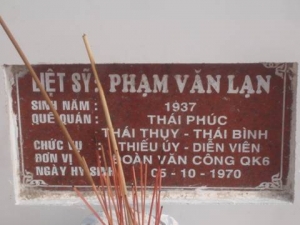 LIỆT SỸ: PHẠM VĂN LẠN
SINH NĂM : 1937
QUÊ QUÁN : THÁI PHÚC
THÁI THỤY - THÁI BÌNH
CHỨC VỤ : THIẾU ÚY - DIỄN VIÊN
ĐƠN VỊ : ĐOÀN VĂN CÔNG QK6
NGÀY HY SINH 05 - 10 - 1970